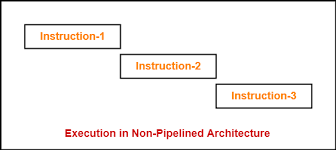 Instruction-1
Instruction-2
Instruction-3
Execution in Non-Pipelined Architecture